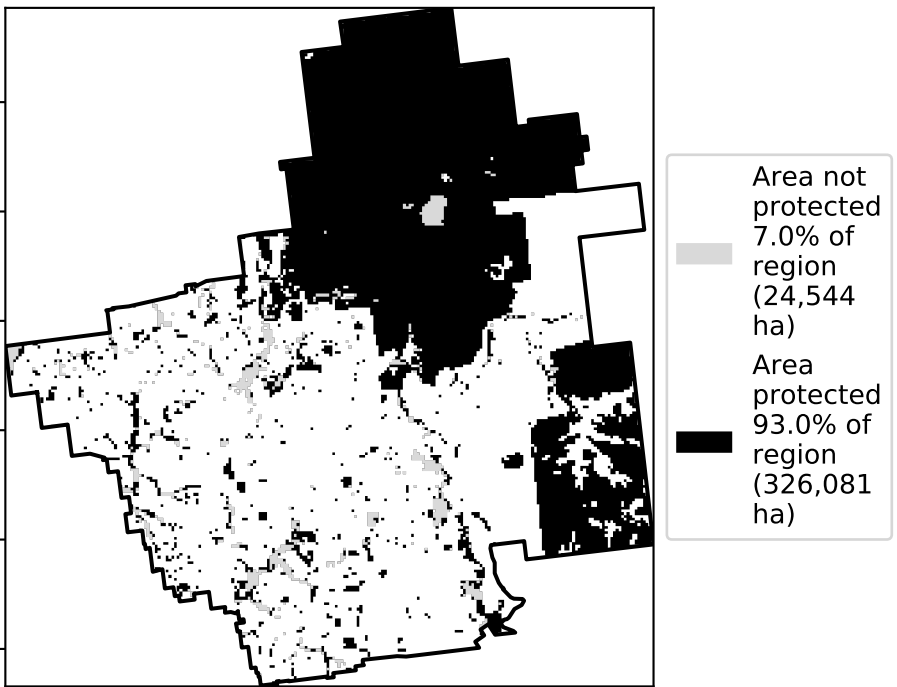 Area not
protected
7.0% of
region
(24,544
ha)
Area
protected
93.0% of
region
(326,081
ha)